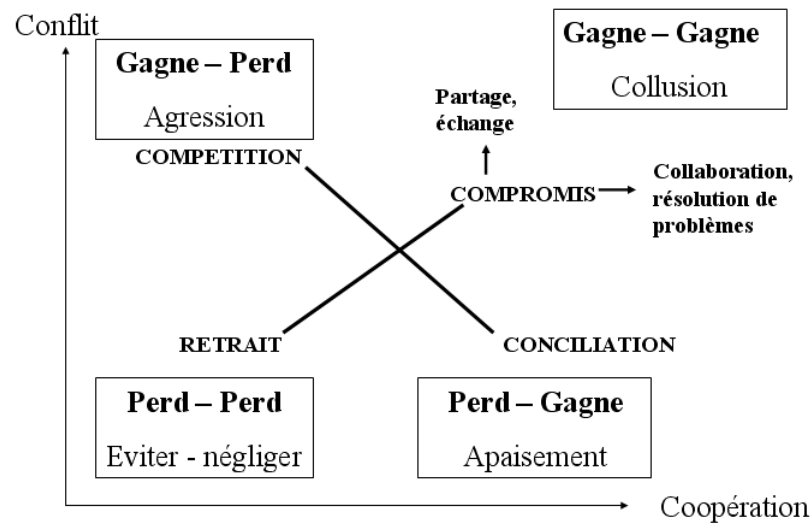 Conflit
Gagne – Perd
Agression
Gagne – Gagne
Collusion
Partage,
échange
COMPETITION
COMPROMIS
Collaboration,
résolution de
problèmes
RETRAIT
CONCILIATION
Perd – Perd
Eviter - négliger
Perd – Gagne
Apaisement
Coopération